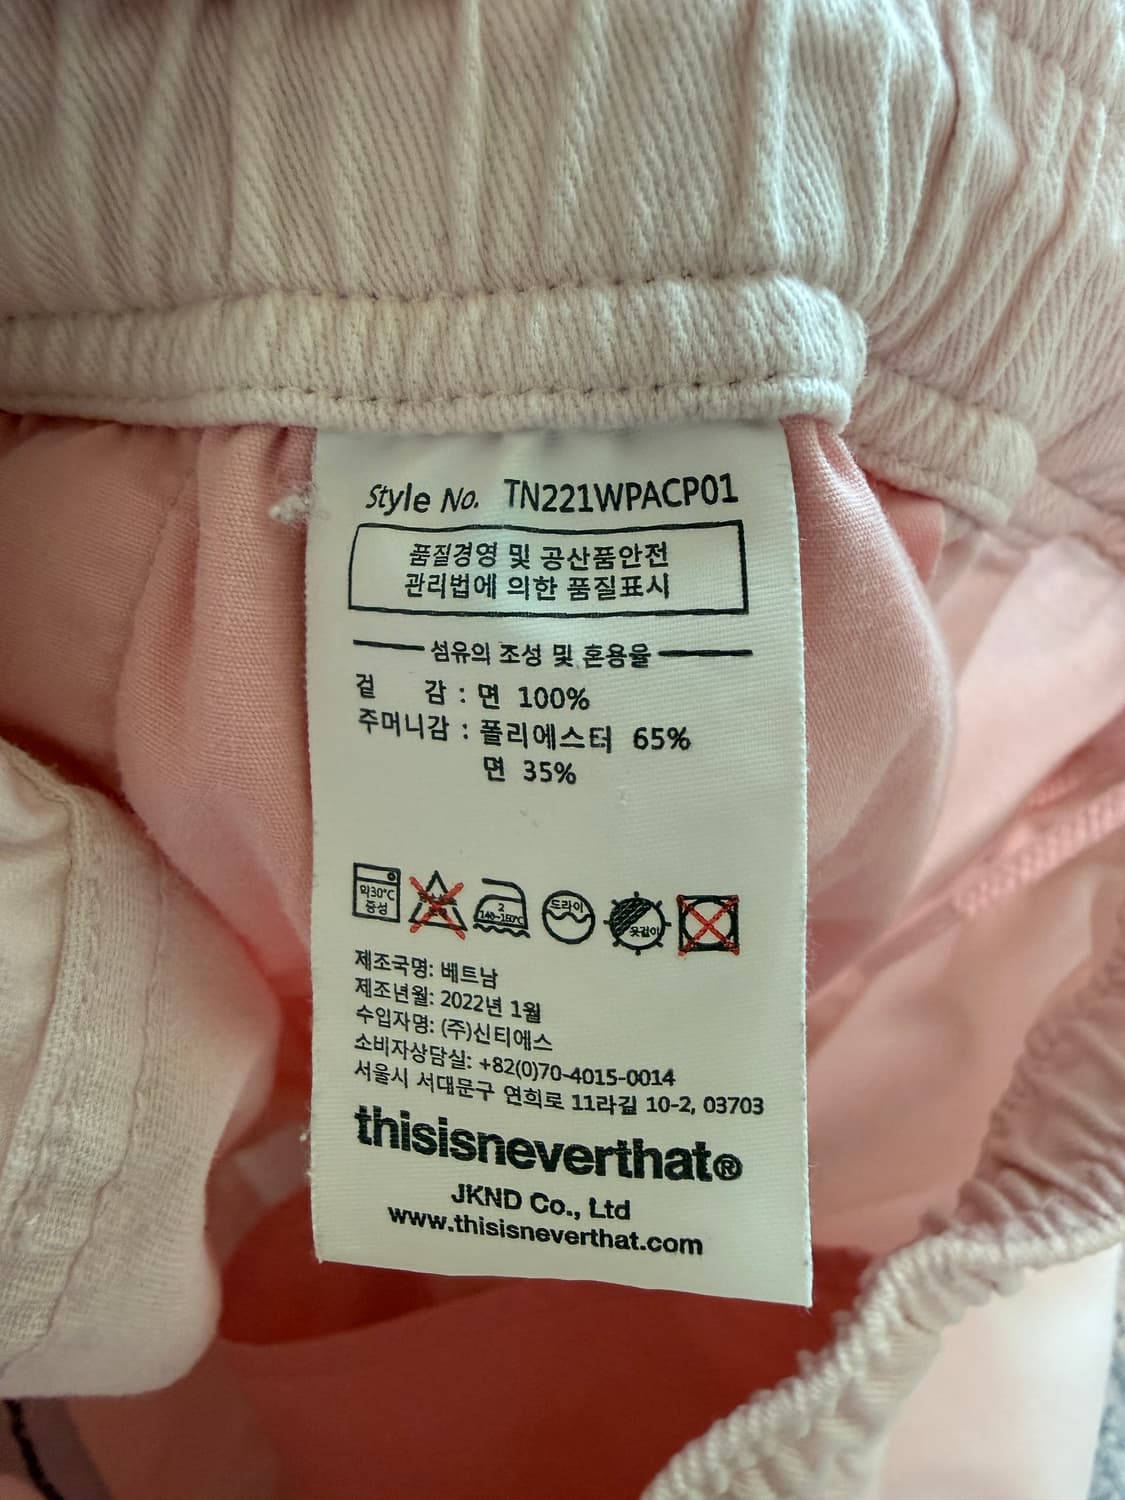 Style No. TN221WPACP01
품질경영 및 공산품안전
관리법에 의한 품질표시
섬유의 조성 및 혼용율
겉 감 : 면 100%
주머니감 : 폴리에스터 65%
면 35%
약30°C
중성
2
140~160°C
드라이
옷걸이
제조국명: 베트남
제조년월: 2022년 1월
수입자명: (주)신티에스
소비자상담실: +82(0)70-4015-0014
서울시 서대문구 연희로 11라길 10-2, 03703
thisisneverthat®
JKND Co., Ltd
www.thisisneverthat.com